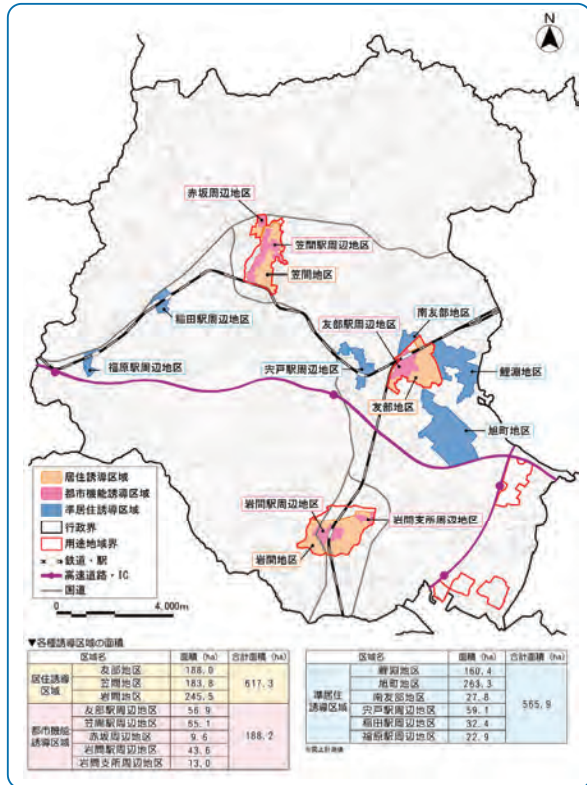 N
赤坂周辺地区
笠間駅周辺地区
笠間地区
稲田駅周辺地区
福原駅周辺地区
宍戸駅周辺地区
友部駅周辺地区
南友部地区
鯉淵地区
友部地区
旭町地区
岩間駅周辺地区
岩間支所周辺地区
岩間地区
居住誘導区域
都市機能誘導区域
準居住誘導区域
行政界
用途地域界
鉄道・駅
高速道路・IC
国道
0 4,000m
▼各種誘導区域の面積
区域名 面積 (ha) 合計面積 (ha)
居住誘導区域 友部地区 188.0 617.3
笠間地区 183.8
岩間地区 245.5
都市機能誘導区域 友部駅周辺地区 56.9 188.2
笠間駅周辺地区 65.1
赤坂周辺地区 9.6
岩間駅周辺地区 43.6
岩間支所周辺地区 13.0
区域名 面積 (ha) 合計面積 (ha)
準居住誘導区域 鯉淵地区 160.4 565.9
旭町地区 263.3
南友部地区 27.8
宍戸駅周辺地区 59.1
稲田駅周辺地区 32.4
福原駅周辺地区 22.9